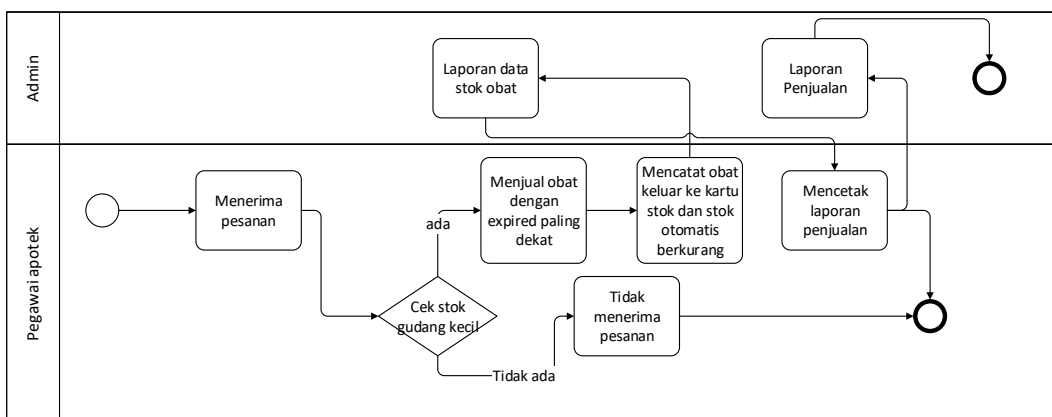 Admin
Laporan data
stok obat
Laporan
Penjualan
Pegawai apotek
Menerima
pesanan
Cek stok
gudang kecil
ada
Menjual obat
dengan
expired paling
dekat
Mencatat obat
keluar ke kartu
stok dan stok
otomatis
berkurang
Mencetak
laporan
penjualan
Tidak ada
Tidak
menerima
pesanan